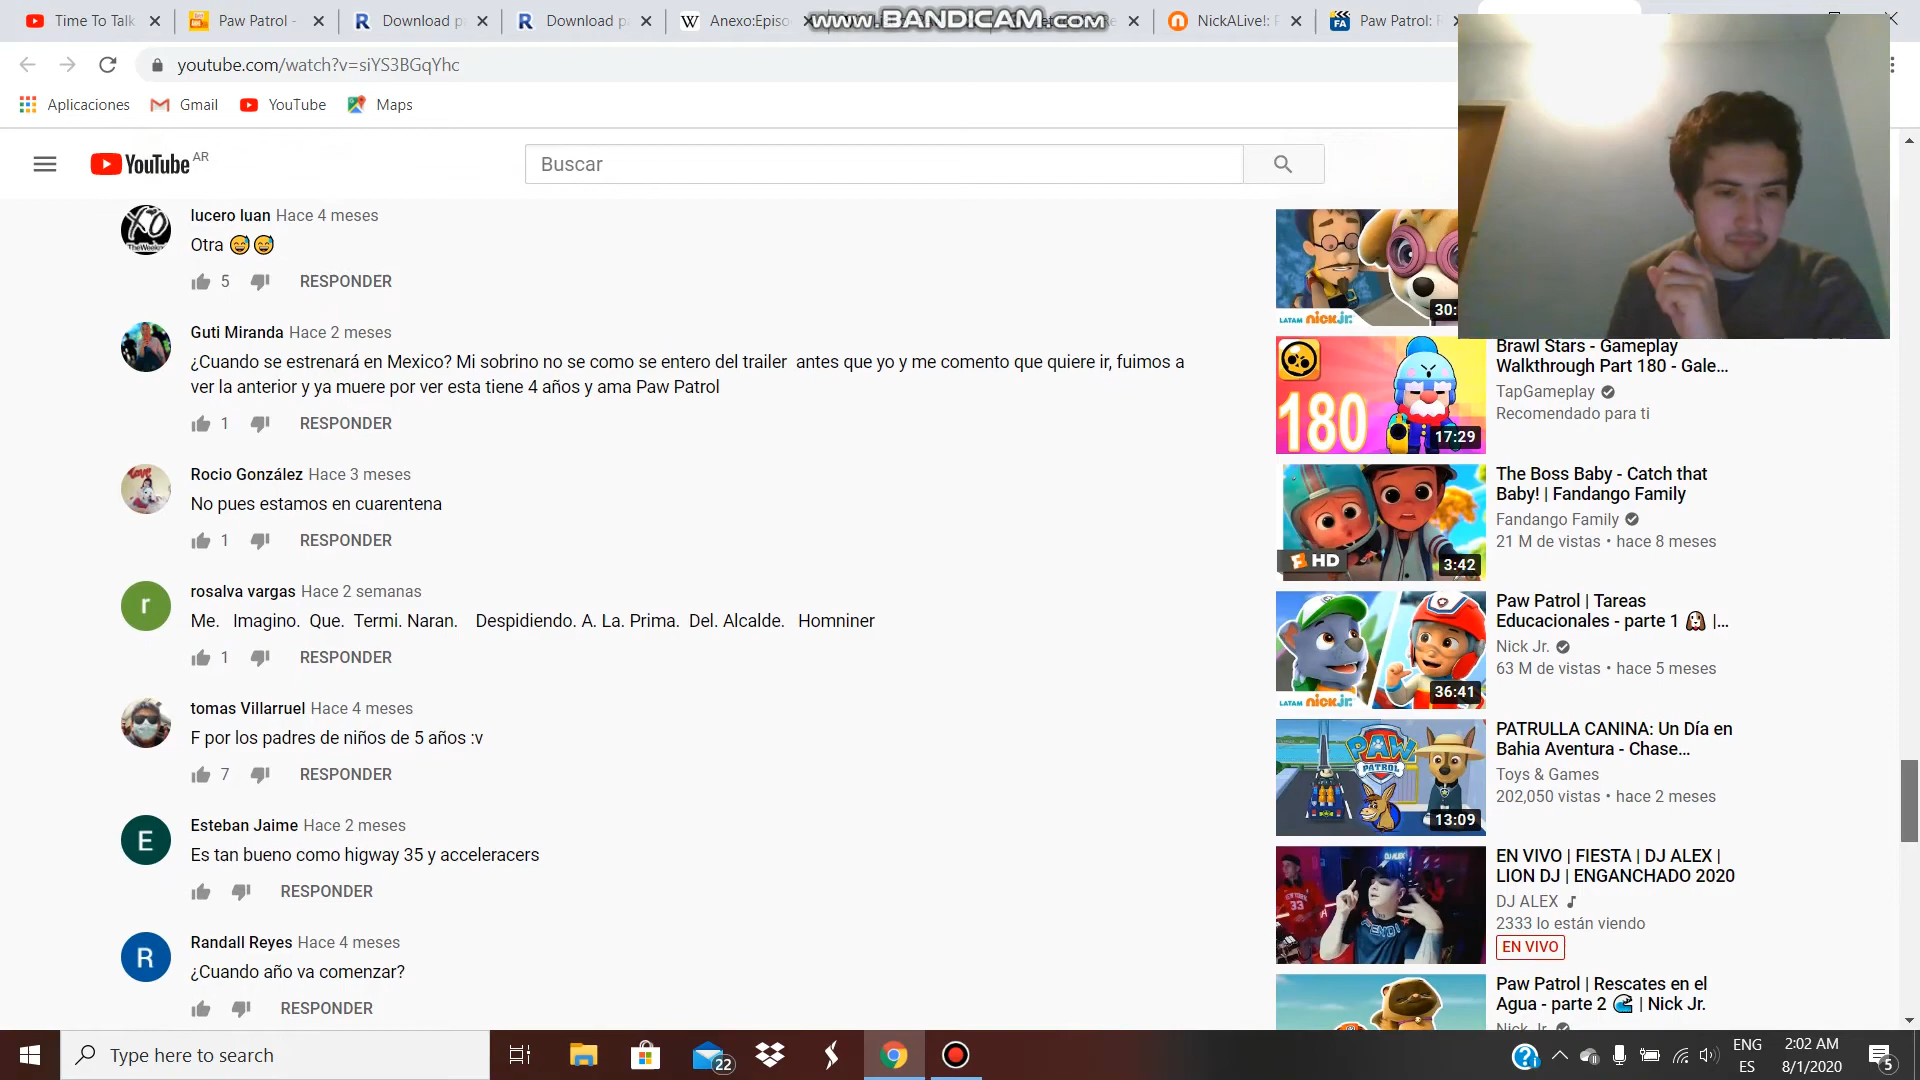 www.BANDICAM.com
Time To Talk
Paw Patrol -
Download p
Download pa
Anexo:Episo
NickALive!:
Paw Patrol:
youtube.com/watch?v=siYS3BGqYhc
Aplicaciones
Gmail
YouTube
Maps
YouTube AR
Buscar
lucero luan Hace 4 meses
Otra 😅😅
5 RESPONDER
Guti Miranda Hace 2 meses
¿Cuando se estrenará en Mexico? Mi sobrino no se como se entero del trailer antes que yo y me comento que quiere ir, fuimos a
ver la anterior y ya muere por ver esta tiene 4 años y ama Paw Patrol
1 RESPONDER
Rocio González Hace 3 meses
No pues estamos en cuarentena
1 RESPONDER
rosalva vargas Hace 2 semanas
Me. Imagino. Que. Termi. Naran. Despidiendo. A. La. Prima. Del. Alcalde. Homniner
1 RESPONDER
tomas Villarruel Hace 4 meses
F por los padres de niños de 5 años :v
7 RESPONDER
Esteban Jaime Hace 2 meses
Es tan bueno como higway 35 y acceleracers
RESPONDER
Randall Reyes Hace 4 meses
¿Cuando año va comenzar?
RESPONDER
LATAM nick jr.
30:
Brawl Stars - Gameplay
Walkthrough Part 180 - Gale...
TapGameplay
Recomendado para ti
180
17:29
The Boss Baby - Catch that
Baby! | Fandango Family
Fandango Family
21 M de vistas • hace 8 meses
HD
3:42
Paw Patrol | Tareas
Educacionales - parte 1 🐶 |...
Nick Jr.
63 M de vistas • hace 5 meses
LATAM nick jr.
36:41
PATRULLA CANINA: Un Día en
Bahia Aventura - Chase...
Toys & Games
202,050 vistas • hace 2 meses
PAW PATROL
13:09
EN VIVO | FIESTA | DJ ALEX |
LION DJ | ENGANCHADO 2020
DJ ALEX
2333 lo están viendo
EN VIVO
33
Paw Patrol | Rescates en el
Agua - parte 2 🌊 | Nick Jr.
Nick Jr.
Type here to search
22
ENG
ES
2:02 AM
8/1/2020
5